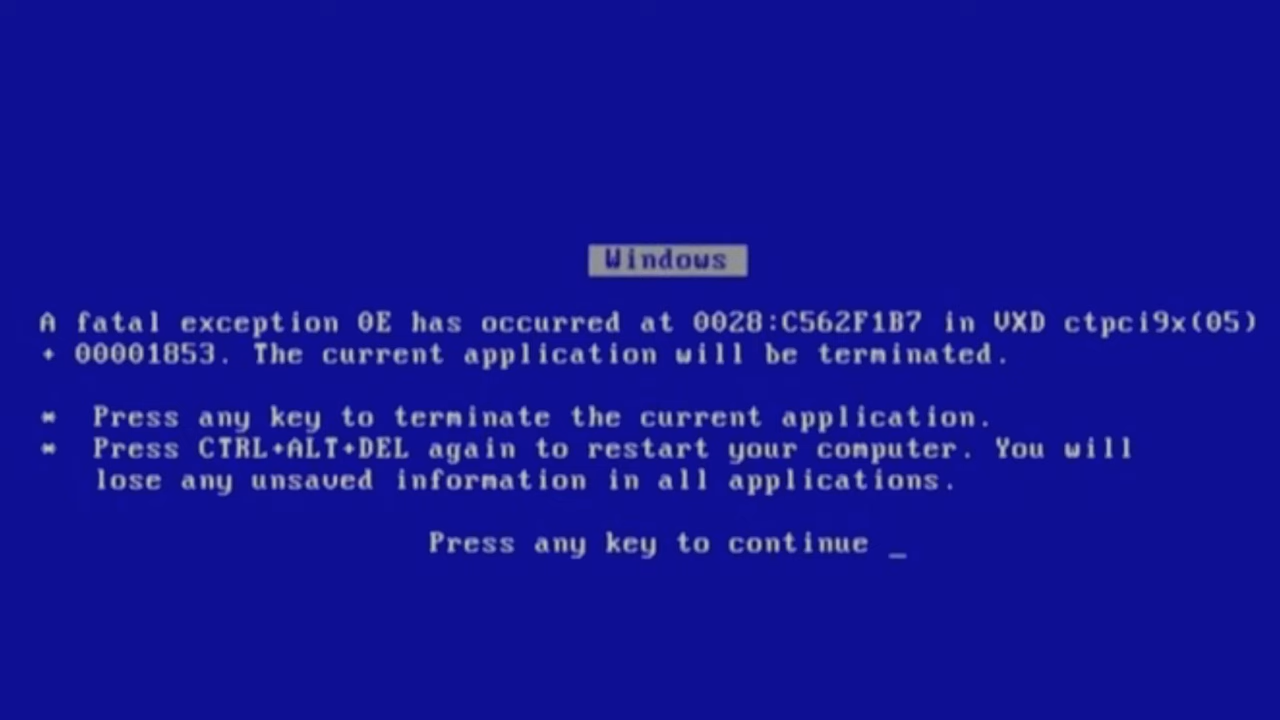 Windows
A fatal exception 0E has occurred at 0028:C562F1B7 in VXD ctpci9x(05)
+ 00001853. The current application will be terminated.
* Press any key to terminate the current application.
* Press CTRL+ALT+DEL again to restart your computer. You will
lose any unsaved information in all applications.
Press any key to continue _